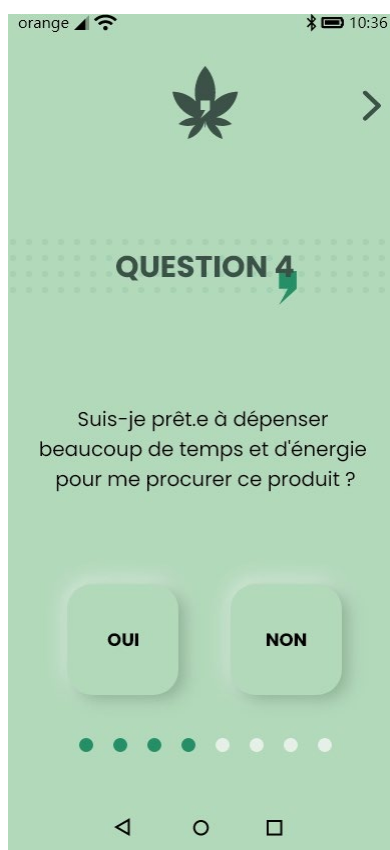 orange 10:36
QUESTION 4
Suis-je prêt.e à dépenser
beaucoup de temps et d'énergie
pour me procurer ce produit ?
OUI NON